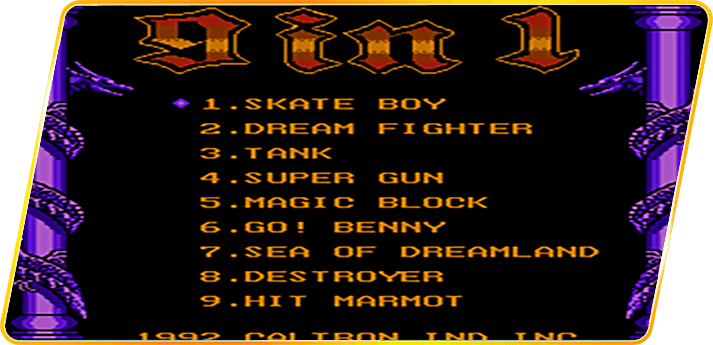 9 in 1
1.SKATE BOY
2.DREAM FIGHTER
3.TANK
4.SUPER GUN
5.MAGIC BLOCK
6.GO! BENNY
7.SEA OF DREAMLAND
8.DESTROYER
9.HIT MARMOT
1992 CALTRON IND INC